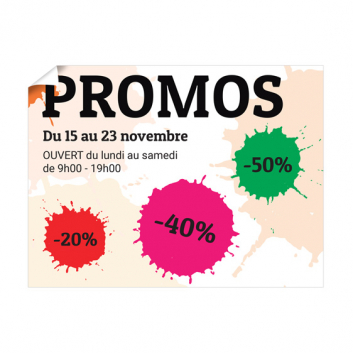 PROMOS
Du 15 au 23 novembre
OUVERT du lundi au samedi
de 9h00 - 19h00
-50%
-40%
-20%